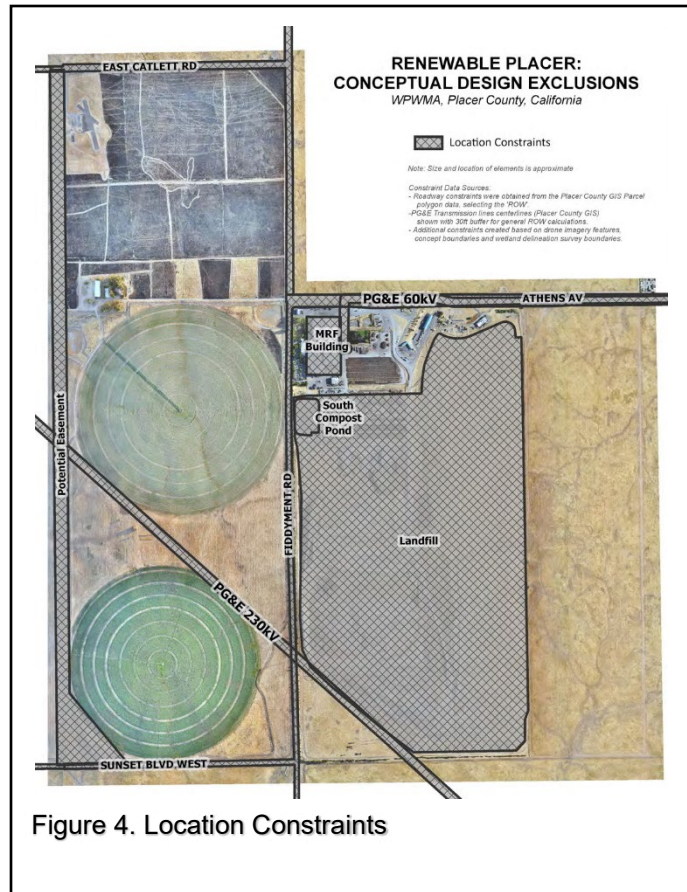 RENEWABLE PLACER:
CONCEPTUAL DESIGN EXCLUSIONS
WPWMA, Placer County, California
Location Constraints
Note: Size and location of elements is approximate
Constraint Data Sources:
- Roadway constraints were obtained from the Placer County GIS Parcel
polygon data, selecting the 'ROW'.
-PG&E Transmission lines centerlines (Placer County GIS)
shown with 30ft buffer for general ROW calculations.
- Additional constraints created based on drone imagery features,
concept boundaries and wetland delineation survey boundaries.
EAST CATLETT RD
PG&E 60kV
ATHENS AV
MRF
Building
South
Compost
Pond
Potential Easement
FIDDYMENT RD
Landfill
PG&E 230kV
SUNSET BLVD WEST
Figure 4. Location Constraints